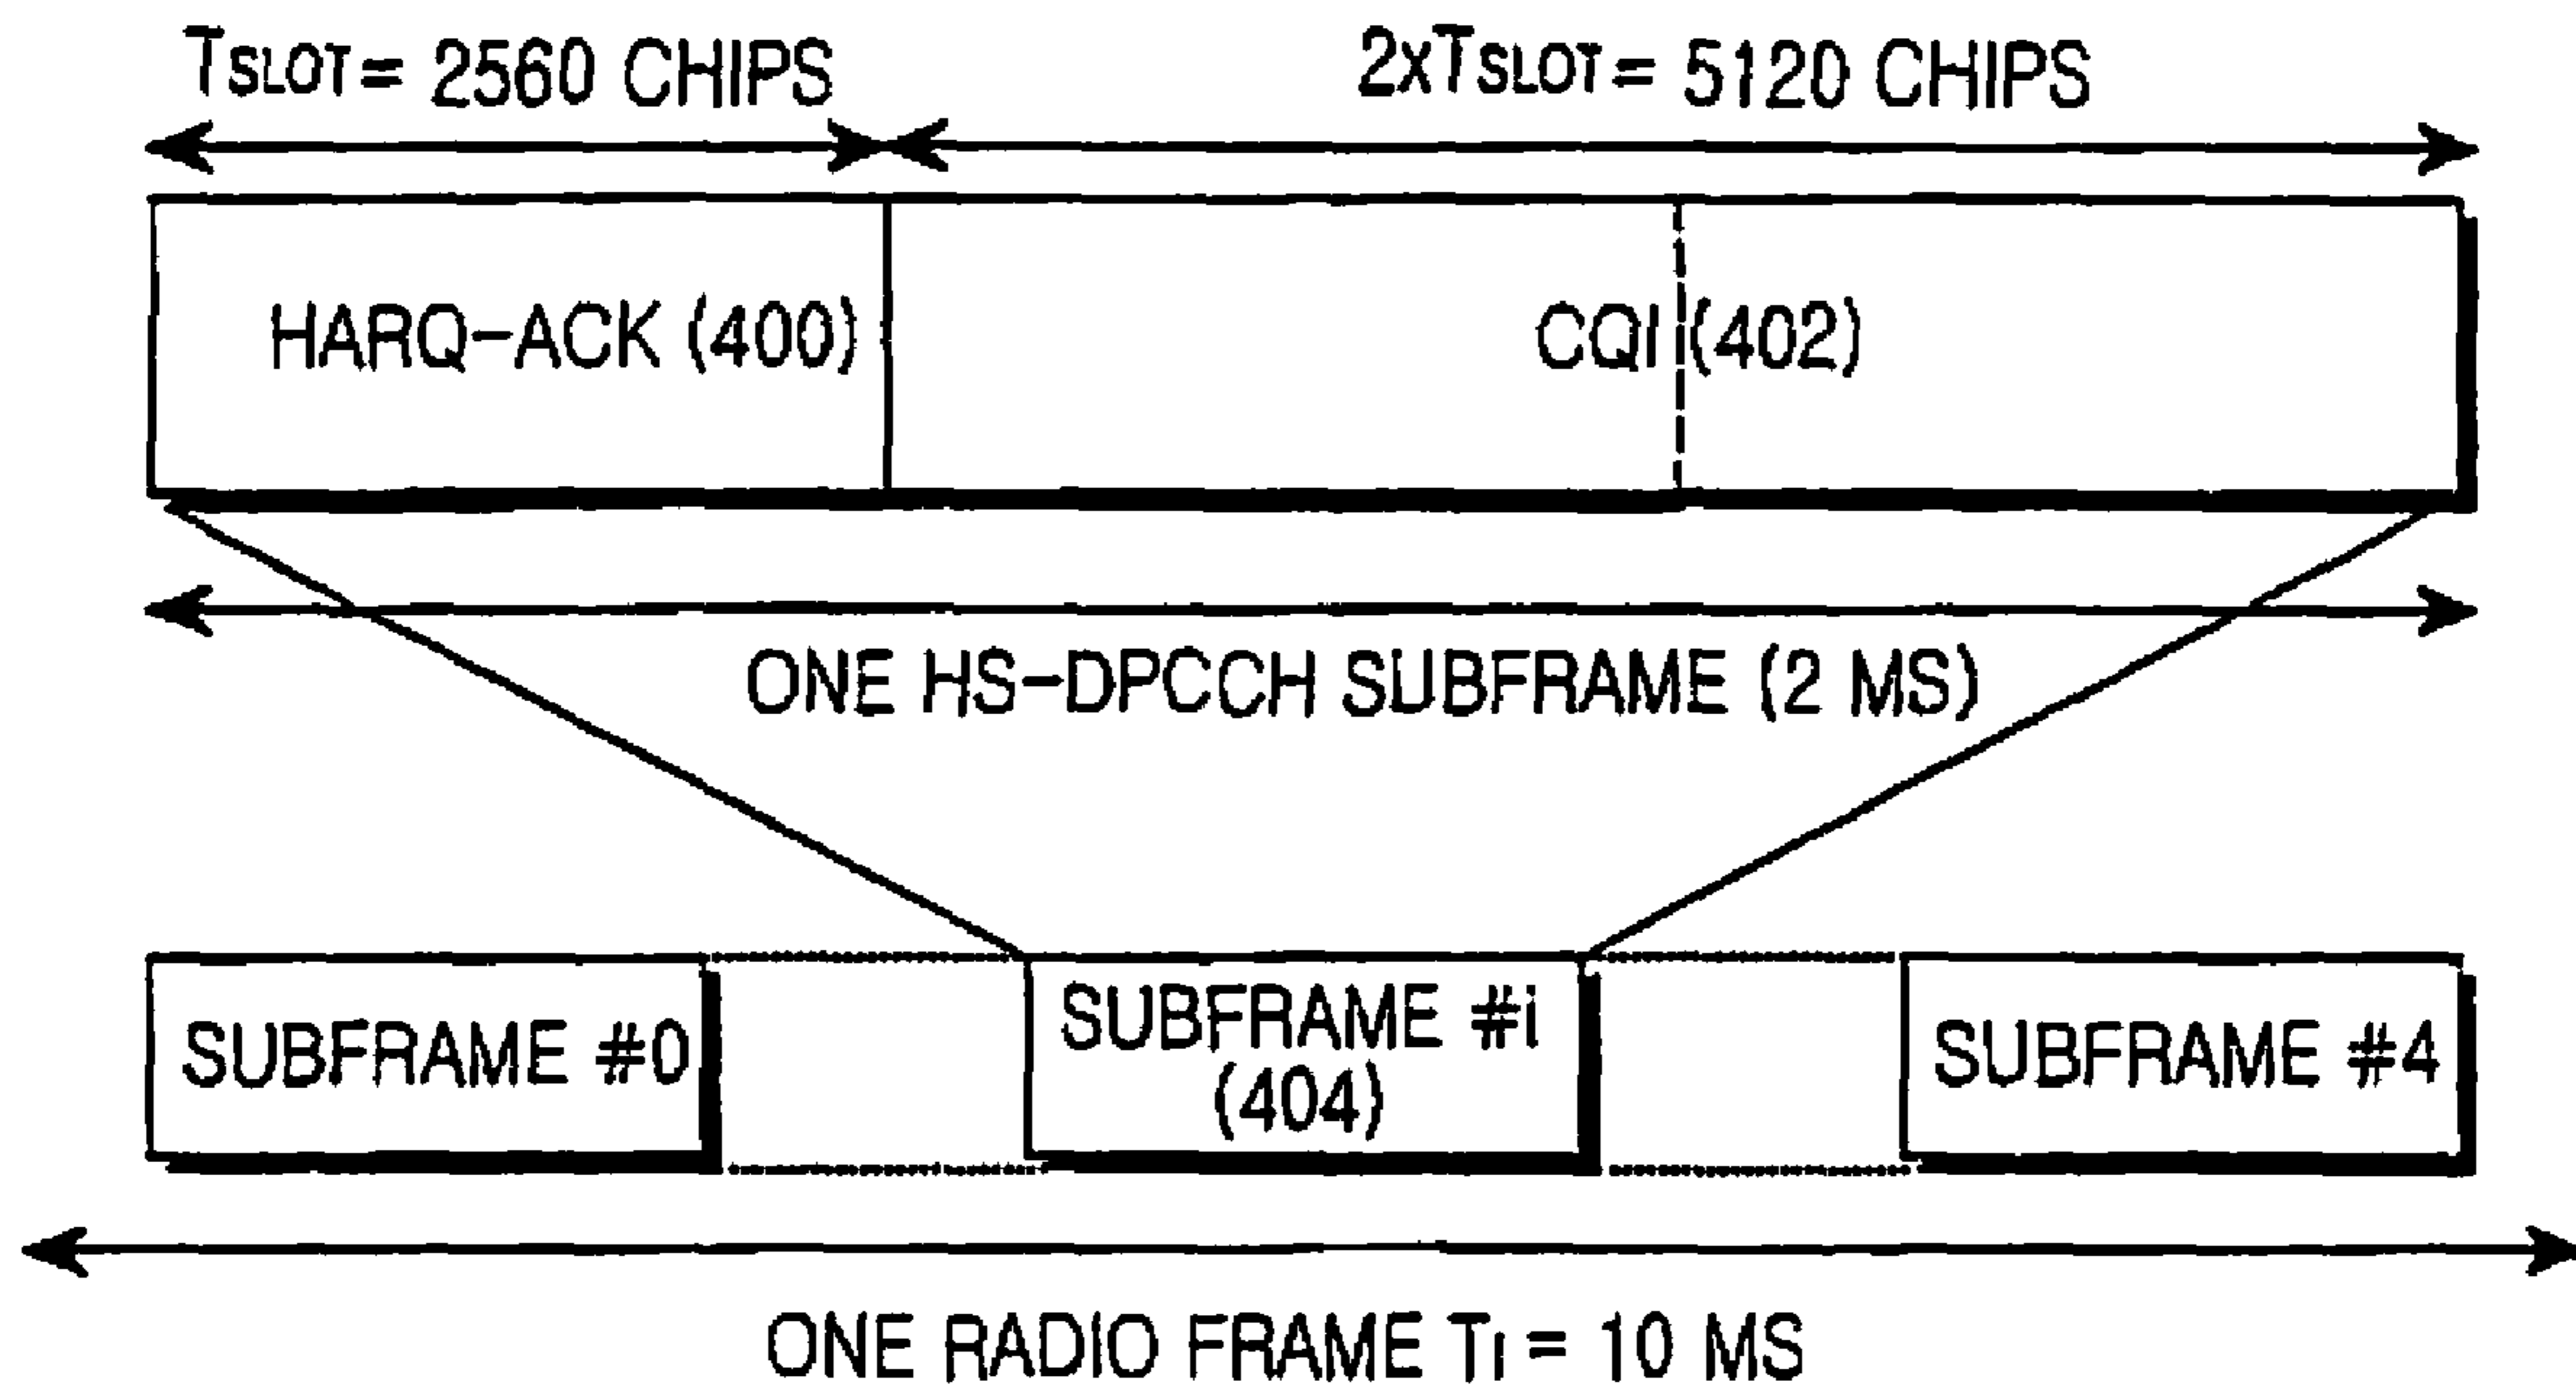 TSLOT= 2560 CHIPS
2xTSLOT= 5120 CHIPS
HARQ-ACK (400)
CQI (402)
ONE HS-DPCCH SUBFRAME (2 MS)
SUBFRAME #0
SUBFRAME #i
(404)
SUBFRAME #4
ONE RADIO FRAME TI = 10 MS